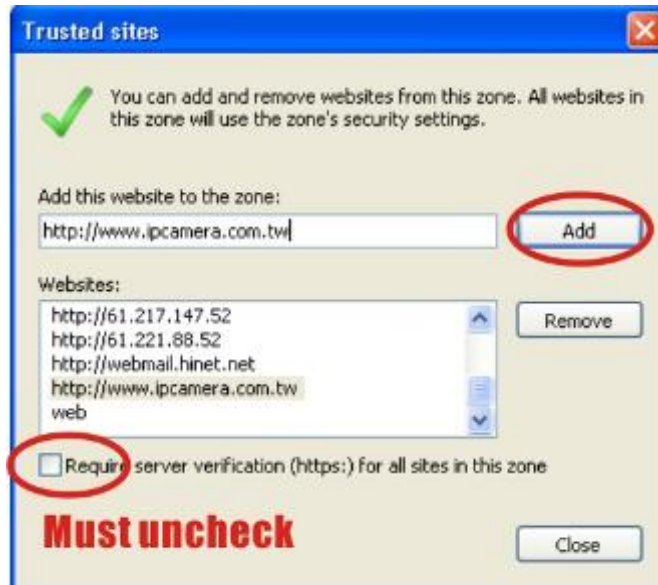 Trusted sites
You can add and remove websites from this zone. All websites in
this zone will use the zone's security settings.
Add this website to the zone:
http://www.ipcamera.com.tw
Add
Websites:
http://61.217.147.52
http://61.221.88.52
http://webmail.hinet.net
http://www.ipcamera.com.tw
web
Remove
Require server verification (https:) for all sites in this zone
Must uncheck
Close